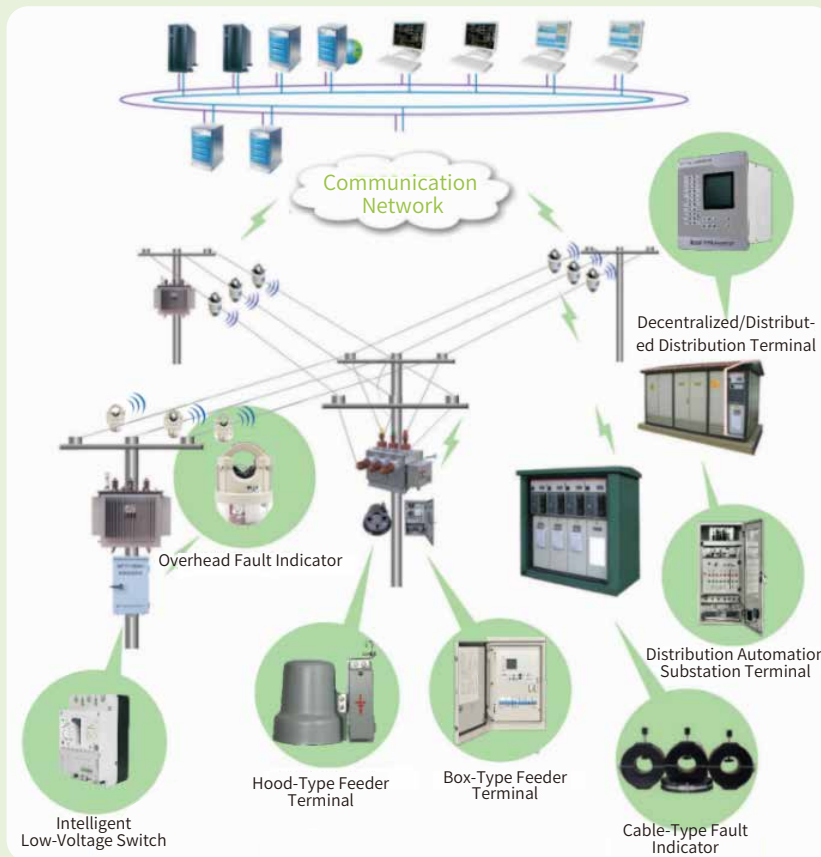 Communication
Network
Decentralized/Distribut-
ed Distribution Terminal
Overhead Fault Indicator
Distribution Automation
Substation Terminal
Hood-Type Feeder
Terminal
Box-Type Feeder
Terminal
Intelligent
Low-Voltage Switch
Cable-Type Fault
Indicator